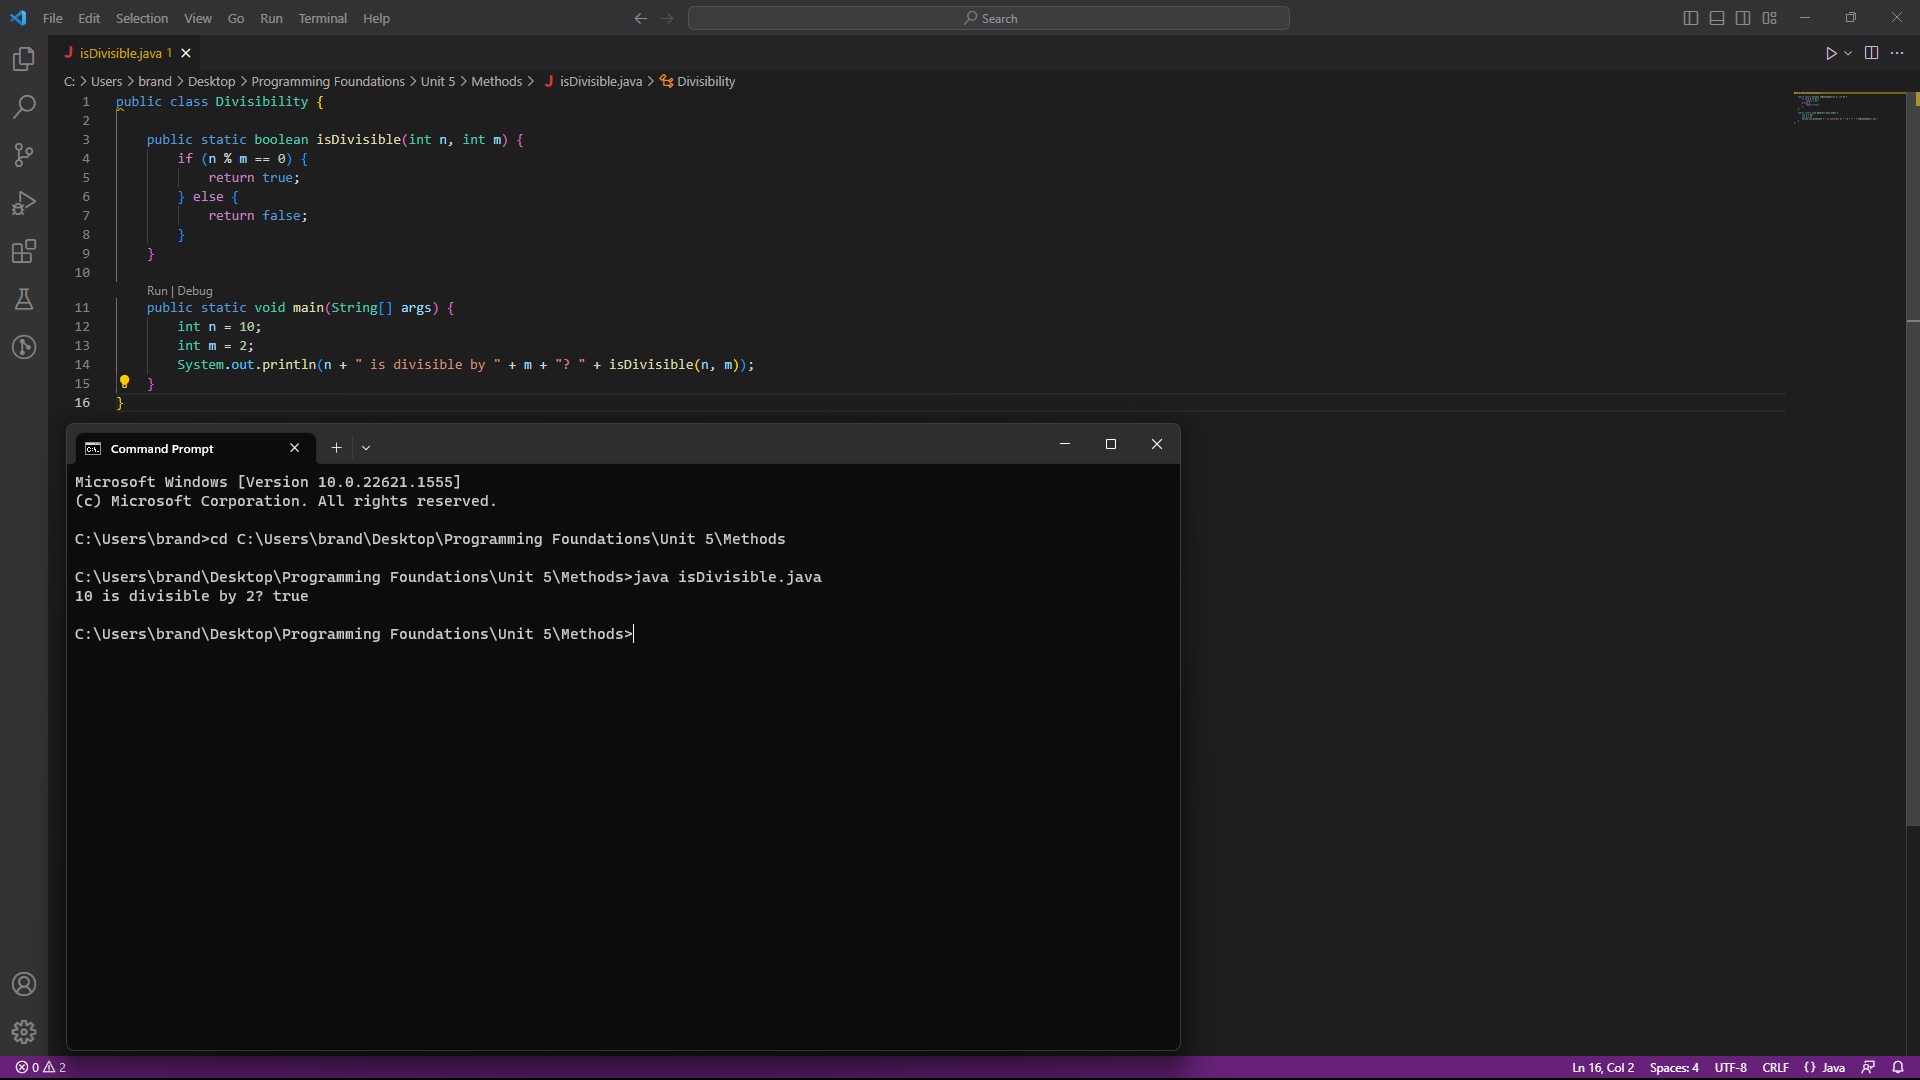 File Edit Selection View Go Run Terminal Help Search
isDivisible.java 1
C: > Users > brand > Desktop > Programming Foundations > Unit 5 > Methods > isDivisible.java > Divisibility
1 public class Divisibility {
2
3 public static boolean isDivisible(int n, int m) {
4 if (n % m == 0) {
5 return true;
6 } else {
7 return false;
8 }
9 }
10
Run | Debug
11 public static void main(String[] args) {
12 int n = 10;
13 int m = 2;
14 System.out.println(n + " is divisible by " + m + "? " + isDivisible(n, m));
15 }
16 }
Command Prompt
Microsoft Windows [Version 10.0.22621.1555]
(c) Microsoft Corporation. All rights reserved.
C:\Users\brand>cd C:\Users\brand\Desktop\Programming Foundations\Unit 5\Methods
C:\Users\brand\Desktop\Programming Foundations\Unit 5\Methods>java isDivisible.java
10 is divisible by 2? true
C:\Users\brand\Desktop\Programming Foundations\Unit 5\Methods>
0 2 Ln 16, Col 2 Spaces: 4 UTF-8 CRLF {} Java